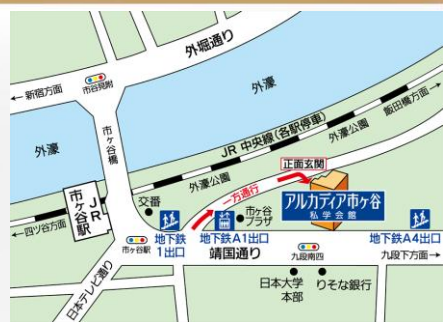 外堀通り
←新宿方面
市谷見附
外濠
外濠
飯田橋方面→
市ヶ谷橋
JR 中央線(各駅停車)
外濠公園
外濠
正面玄関
外濠公園
一方通行
アルカディア市ヶ谷
私学会館
JR
市ヶ谷駅
交番
市ヶ谷
プラザ
←四ツ谷方面
地下鉄
1出口
地下鉄A1出口
地下鉄A4出口
市ヶ谷駅
靖国通り
九段南四
九段下方面→
日本テレビ通り
日本大学
本部
りそな銀行